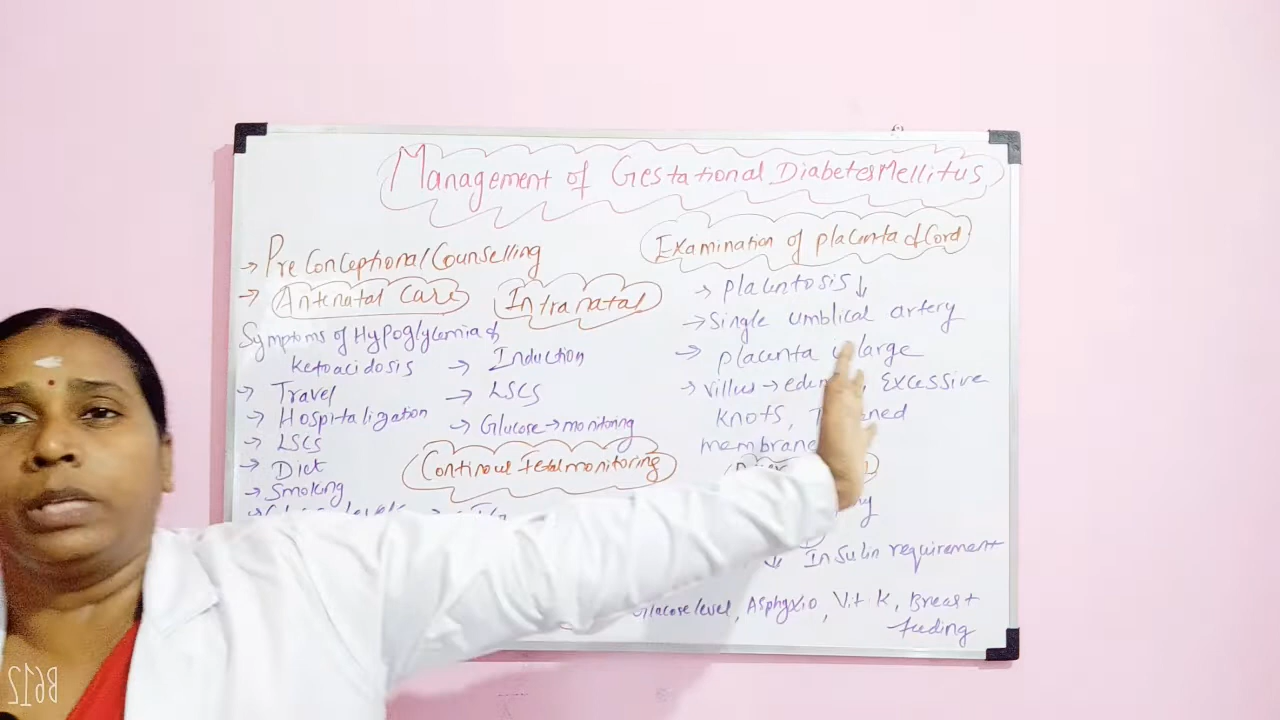 Management of Gestational Diabetes Mellitus
→ Pre Conceptional Counselling
→ Antenatal Care
Symptoms of Hypoglycemia &
ketoacidosis
→ Travel
→ Hospitalization
→ LSCS
→ Diet
→ Smoking
Intranatal
→ Induction
→ LSCS
→ Glucose → monitoring
Continous Fetal monitoring
Examination of placenta & Cord
→ placentosis ↓
→ Single umblical artery
→ placenta is large
→ villus → edema, Excessive
knots,
membrane
↓ Insulin requirement
Glucose level, Asphyxia, Vit K, Breast
feeding
B612